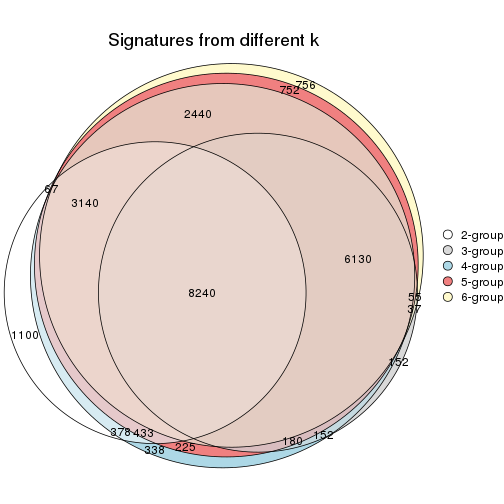 Signatures from different k
756
752
2440
67
3140
6130
8240
55
37
1100
152
378
433
152
180
225
338
2-group
3-group
4-group
5-group
6-group